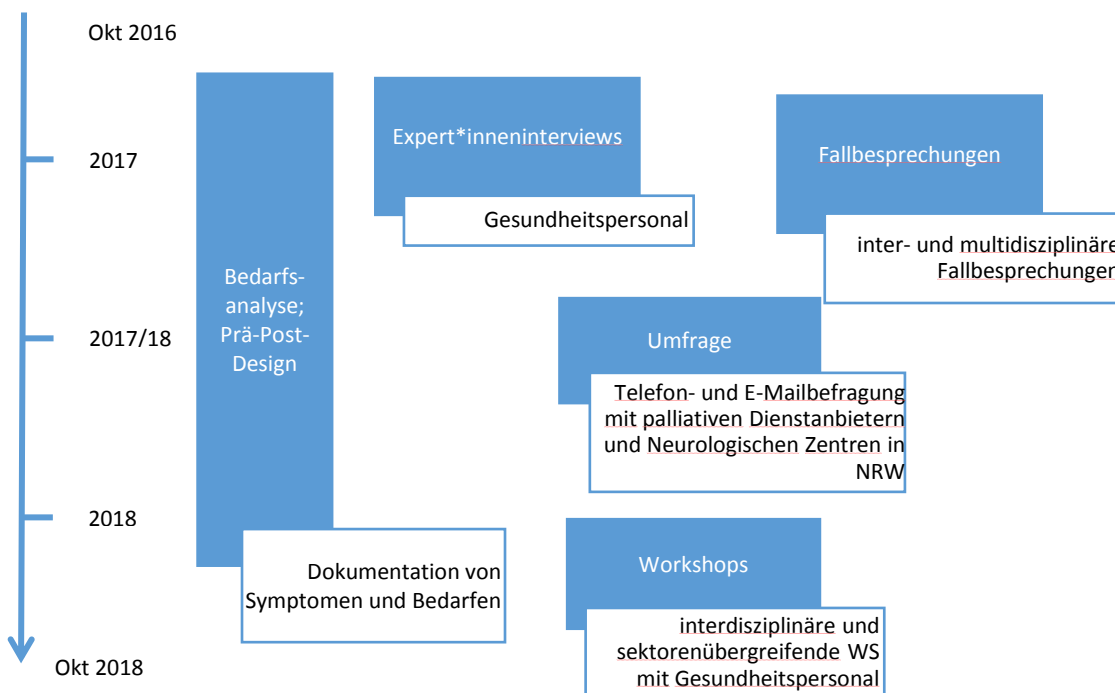 Okt 2016
2017
2017/18
2018
Okt 2018
Bedarfs-
analyse;
Prä-Post-
Design
Dokumentation von
Symptomen und Bedarfen
Expert*inneninterviews
Gesundheitspersonal
Fallbesprechungen
inter- und multidisziplinäre
Fallbesprechungen
Umfrage
Telefon- und E-Mailbefragung
mit palliativen Dienstanbietern
und Neurologischen Zentren in
NRW
Workshops
interdisziplinäre und
sektorenübergreifende WS
mit Gesundheitspersonal